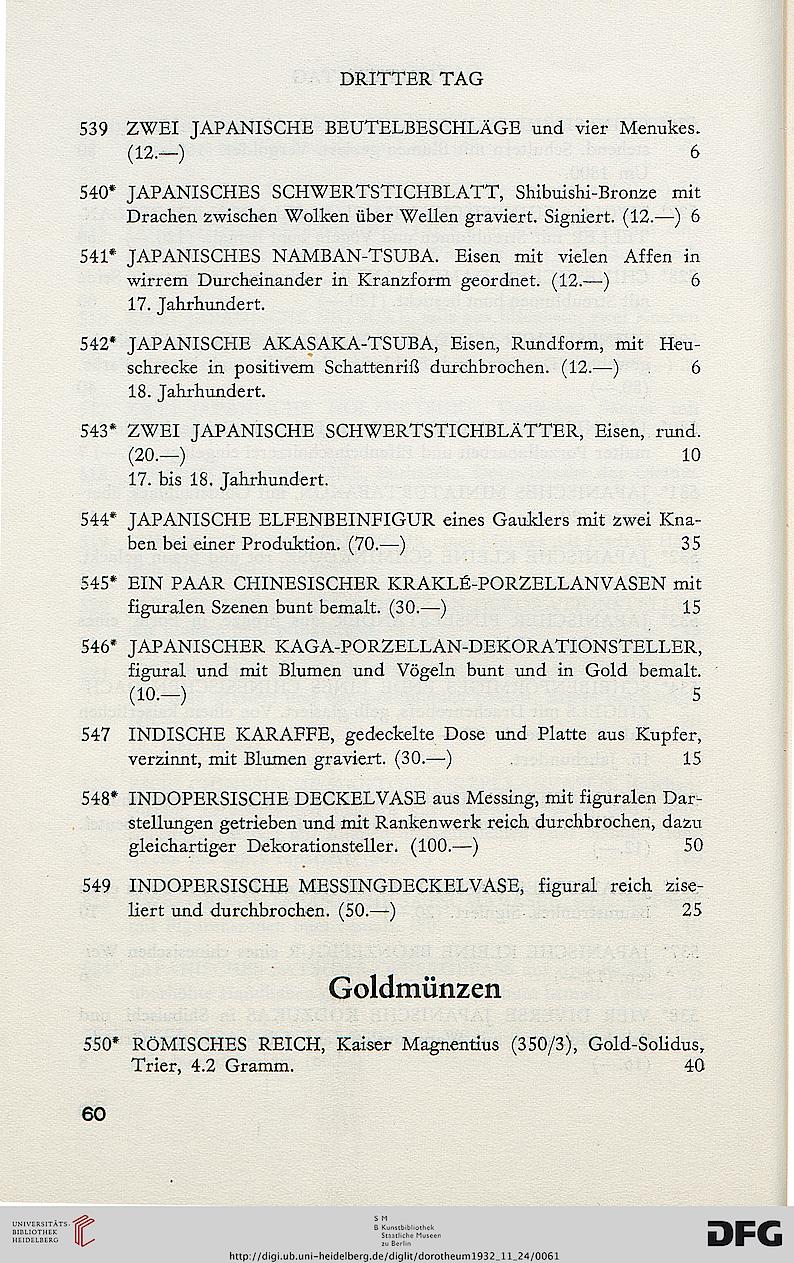 DRITTER TAG
539 ZWEI JAPANISCHE BEUTELBESCHLÄGE und vier Menukes.
(12.—) 6
540* JAPANISCHES SCHWERTSTICHBLATT, Shibuishi-Bronze mit
Drachen zwischen Wolken über Wellen graviert. Signiert. (12.—) 6
541* JAPANISCHES NAMBAN-TSUBA. Eisen mit vielen Affen in
wirrem Durcheinander in Kranzform geordnet. (12.—) 6
17. Jahrhundert.
542* JAPANISCHE AKASAKA-TSUBA, Eisen, Rundform, mit Heu-
schrecke in positivem Schattenriß durchbrochen. (12.—) 6
18. Jahrhundert.
543* ZWEI JAPANISCHE SCHWERTSTICHBLÄTTER, Eisen, rund.
(20.—) 10
17. bis 18. Jahrhundert.
544* JAPANISCHE ELFENBEINFIGUR eines Gauklers mit zwei Kna-
ben bei einer Produktion. (70.—) 35
545* EIN PAAR CHINESISCHER KRAKLÉ-PORZELLANVASEN mit
figuralen Szenen bunt bemalt. (30.—) 15
546* JAPANISCHER KAGA-PORZELLAN-DEKORATIONSTELLER,
figural und mit Blumen und Vögeln bunt und in Gold bemalt.
(10.—) 5
547 INDISCHE KARAFFE, gedeckelte Dose und Platte aus Kupfer,
verzinnt, mit Blumen graviert. (30.—) 15
548* INDOPERSISCHE DECKELVASE aus Messing, mit figuralen Dar-
stellungen getrieben und mit Rankenwerk reich durchbrochen, dazu
gleichartiger Dekorationsteller. (100.—) 50
549 INDOPERSISCHE MESSINGDECKELVASE, figural reich zise-
liert und durchbrochen. (50.—) 25
Goldmünzen
550* RÖMISCHES REICH, Kaiser Magnentius (350/3), Gold-Solidus,
Trier, 4.2 Gramm. 40
60
UNIVERSITÄTS-
BIBLIOTHEK
HEIDELBERG
S M
B Kunstbibliothek
Staatliche Museen
zu Berlin
DFG
http://digi.ub.uni-heidelberg.de/diglit/dorotheum1932_11_24/0061